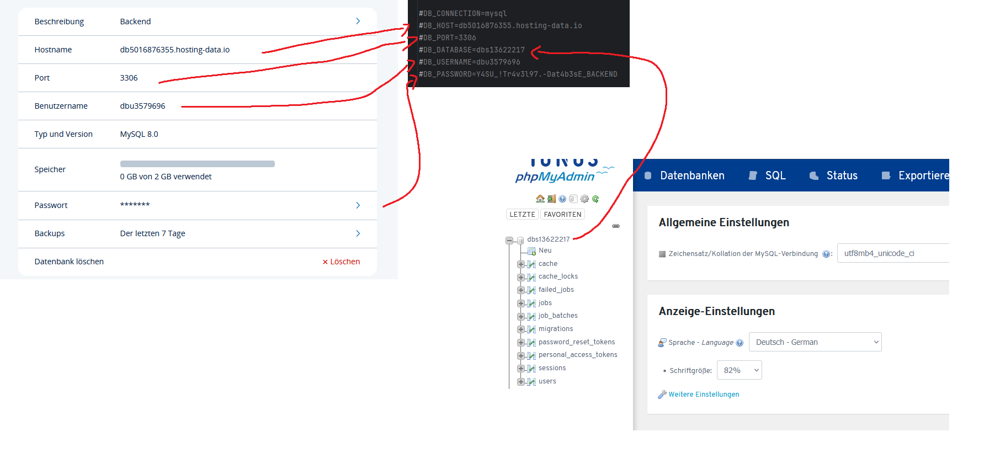 Beschreibung Backend
Hostname db5016876355.hosting-data.io
Port 3306
Benutzername dbu3579696
Typ und Version MySQL 8.0
Speicher
0 GB von 2 GB verwendet
Passwort *******
Backups Der letzten 7 Tage
Datenbank löschen × Löschen
#DB_CONNECTION=mysql
#DB_HOST=db5016876355.hosting-data.io
#DB_PORT=3306
#DB_DATABASE=dbs13622217
#DB_USERNAME=dbu3579696
#DB_PASSWORD=Y4SU_!Tr4v3l97.-Dat4b3sE_BACKEND
IONOS
phpMyAdmin
LETZTE FAVORITEN
dbs13622217
Neu
cache
cache_locks
failed_jobs
jobs
job_batches
migrations
password_reset_tokens
personal_access_tokens
sessions
users
Datenbanken SQL Status Exportiere
Allgemeine Einstellungen
Zeichensatz/Kollation der MySQL-Verbindung : utf8mb4_unicode_ci
Anzeige-Einstellungen
Sprache - Language Deutsch - German
• Schriftgröße: 82%
Weitere Einstellungen